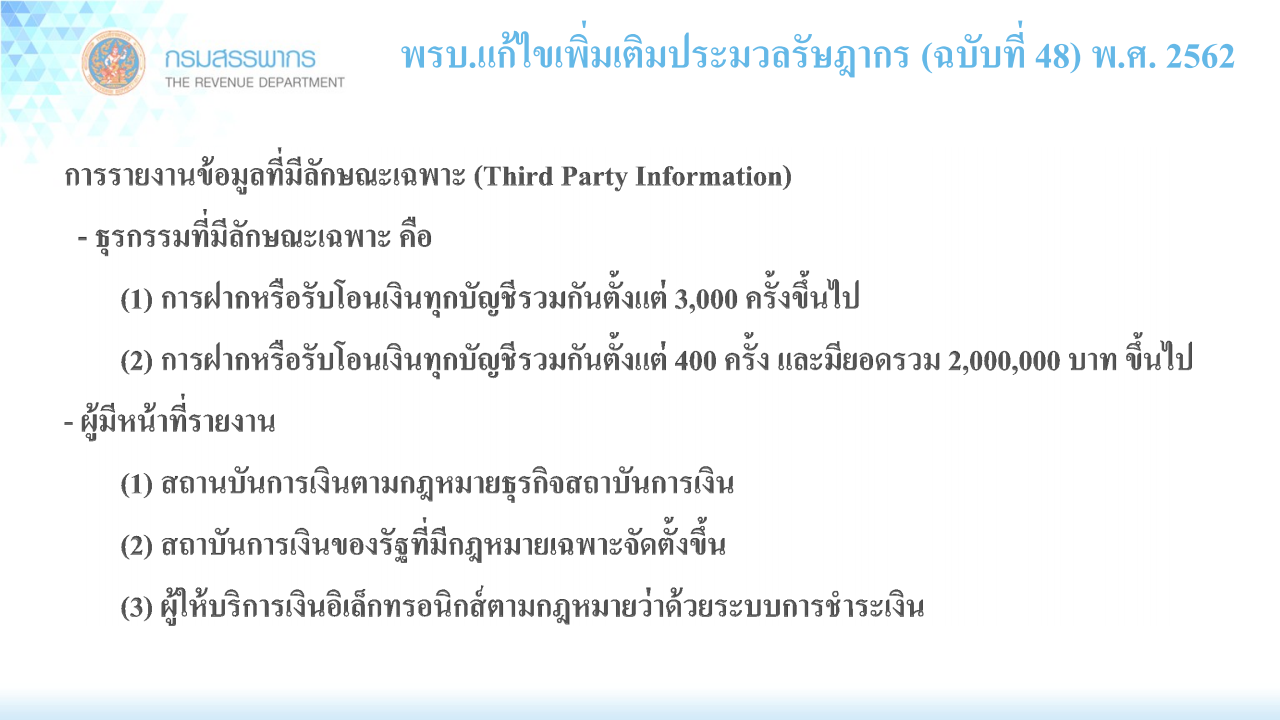 พรบ.แก้ไขเพิ่มเติมประมวลรัษฎากร (ฉบับที่ 48) พ.ศ. 2562
กรมสรรพากร
THE REVENUE DEPARTMENT
การรายงานข้อมูลที่มีลักษณะเฉพาะ (Third Party Information)
- ธุรกรรมที่มีลักษณะเฉพาะ คือ
(1) การฝากหรือรับโอนเงินทุกบัญชีรวมกันตั้งแต่ 3,000 ครั้งขึ้นไป
(2) การฝากหรือรับโอนเงินทุกบัญชีรวมกันตั้งแต่ 400 ครั้ง และมียอดรวม 2,000,000 บาท ขึ้นไป
- ผู้มีหน้าที่รายงาน
(1) สถานบันการเงินตามกฎหมายธุรกิจสถาบันการเงิน
(2) สถาบันการเงินของรัฐที่มีกฎหมายเฉพาะจัดตั้งขึ้น
(3) ผู้ให้บริการเงินอิเล็กทรอนิกส์ตามกฎหมายว่าด้วยระบบการชำระเงิน